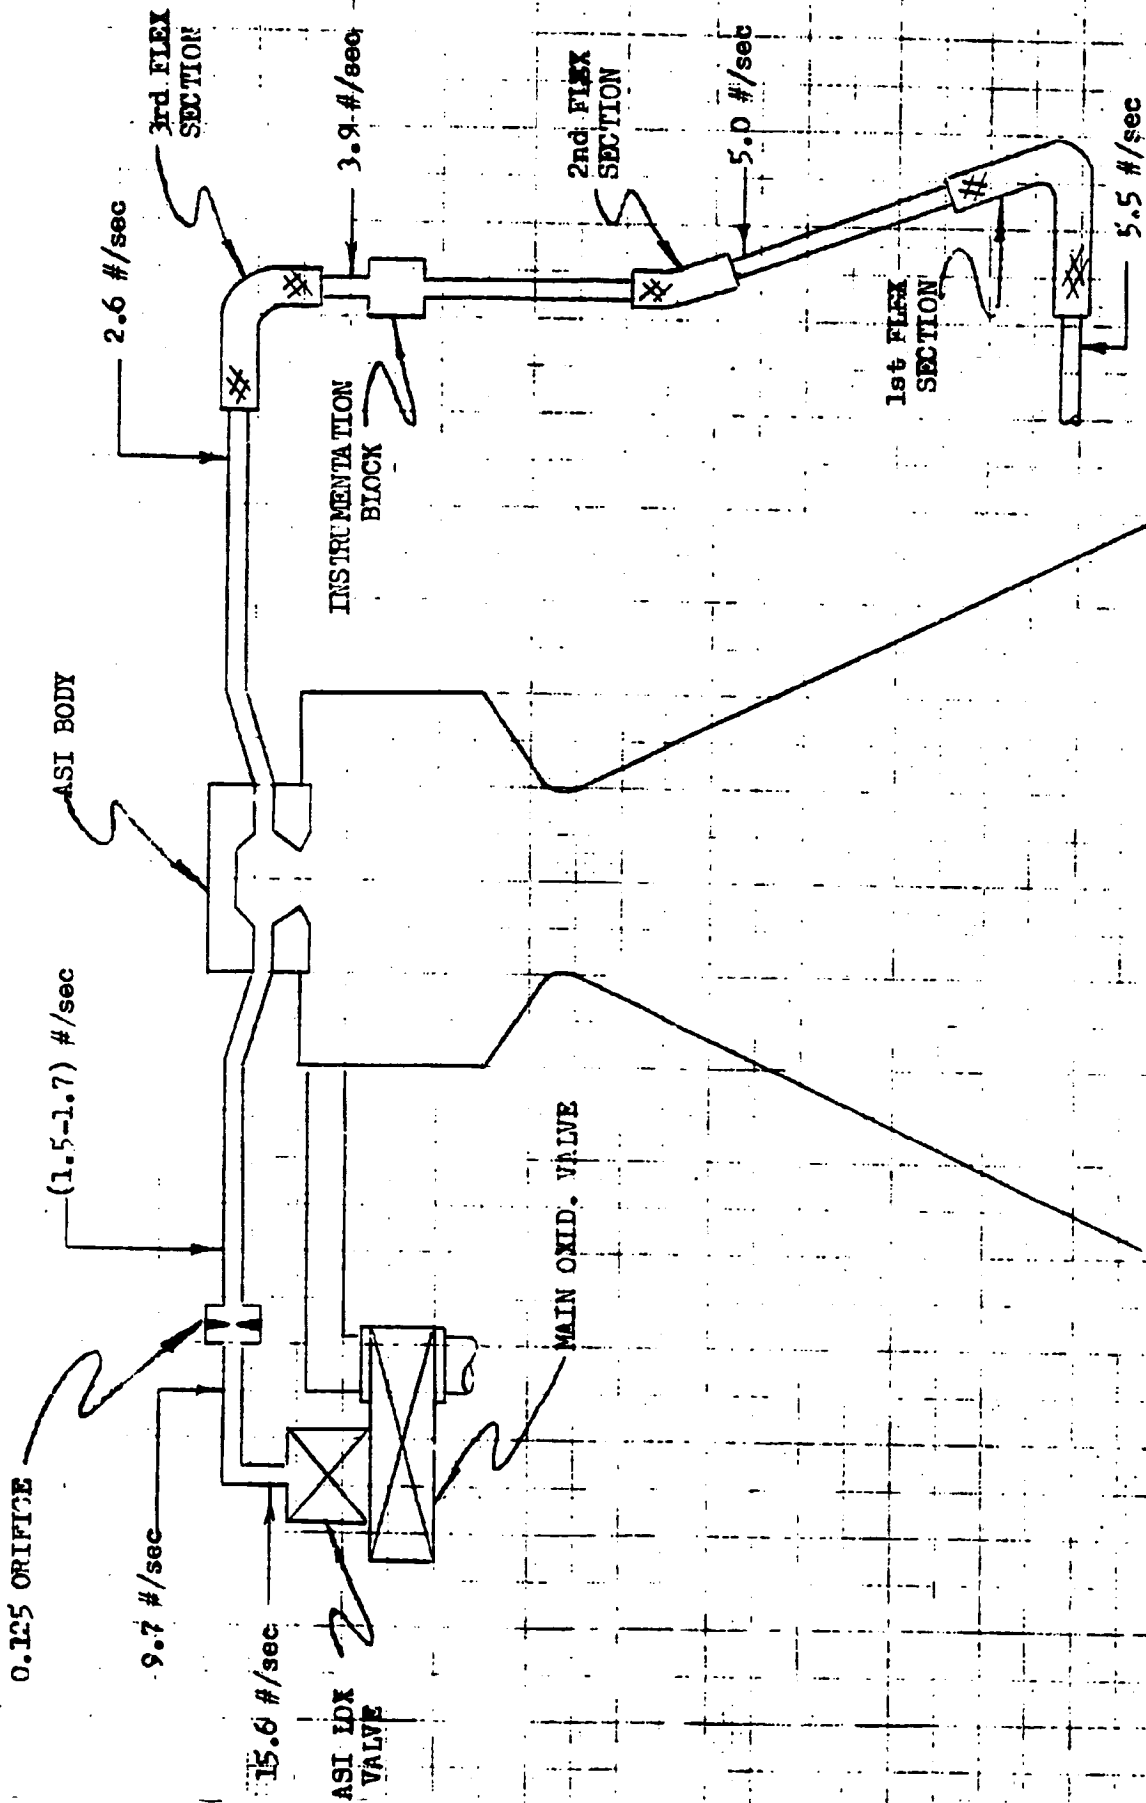 0.125 ORIFICE
9.7 #/sec
15.6 #/sec
ASI LOX
VALVE
(1.5-1.7) #/sec
MAIN OXID. VALVE
ASI BODY
2.6 #/sec
3rd FLEX
SECTION
3.9 #/sec
INSTRUMENTATION
BLOCK
2nd FLEX
SECTION
5.0 #/sec
1st FLEX
SECTION
5.5 #/sec